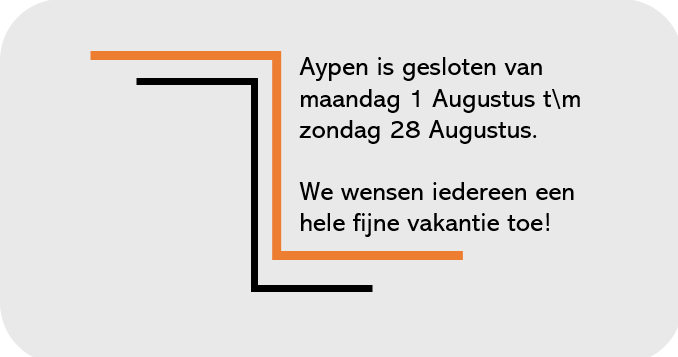 Aypen is gesloten van
maandag 1 Augustus t\m
zondag 28 Augustus.
We wensen iedereen een
hele fijne vakantie toe!